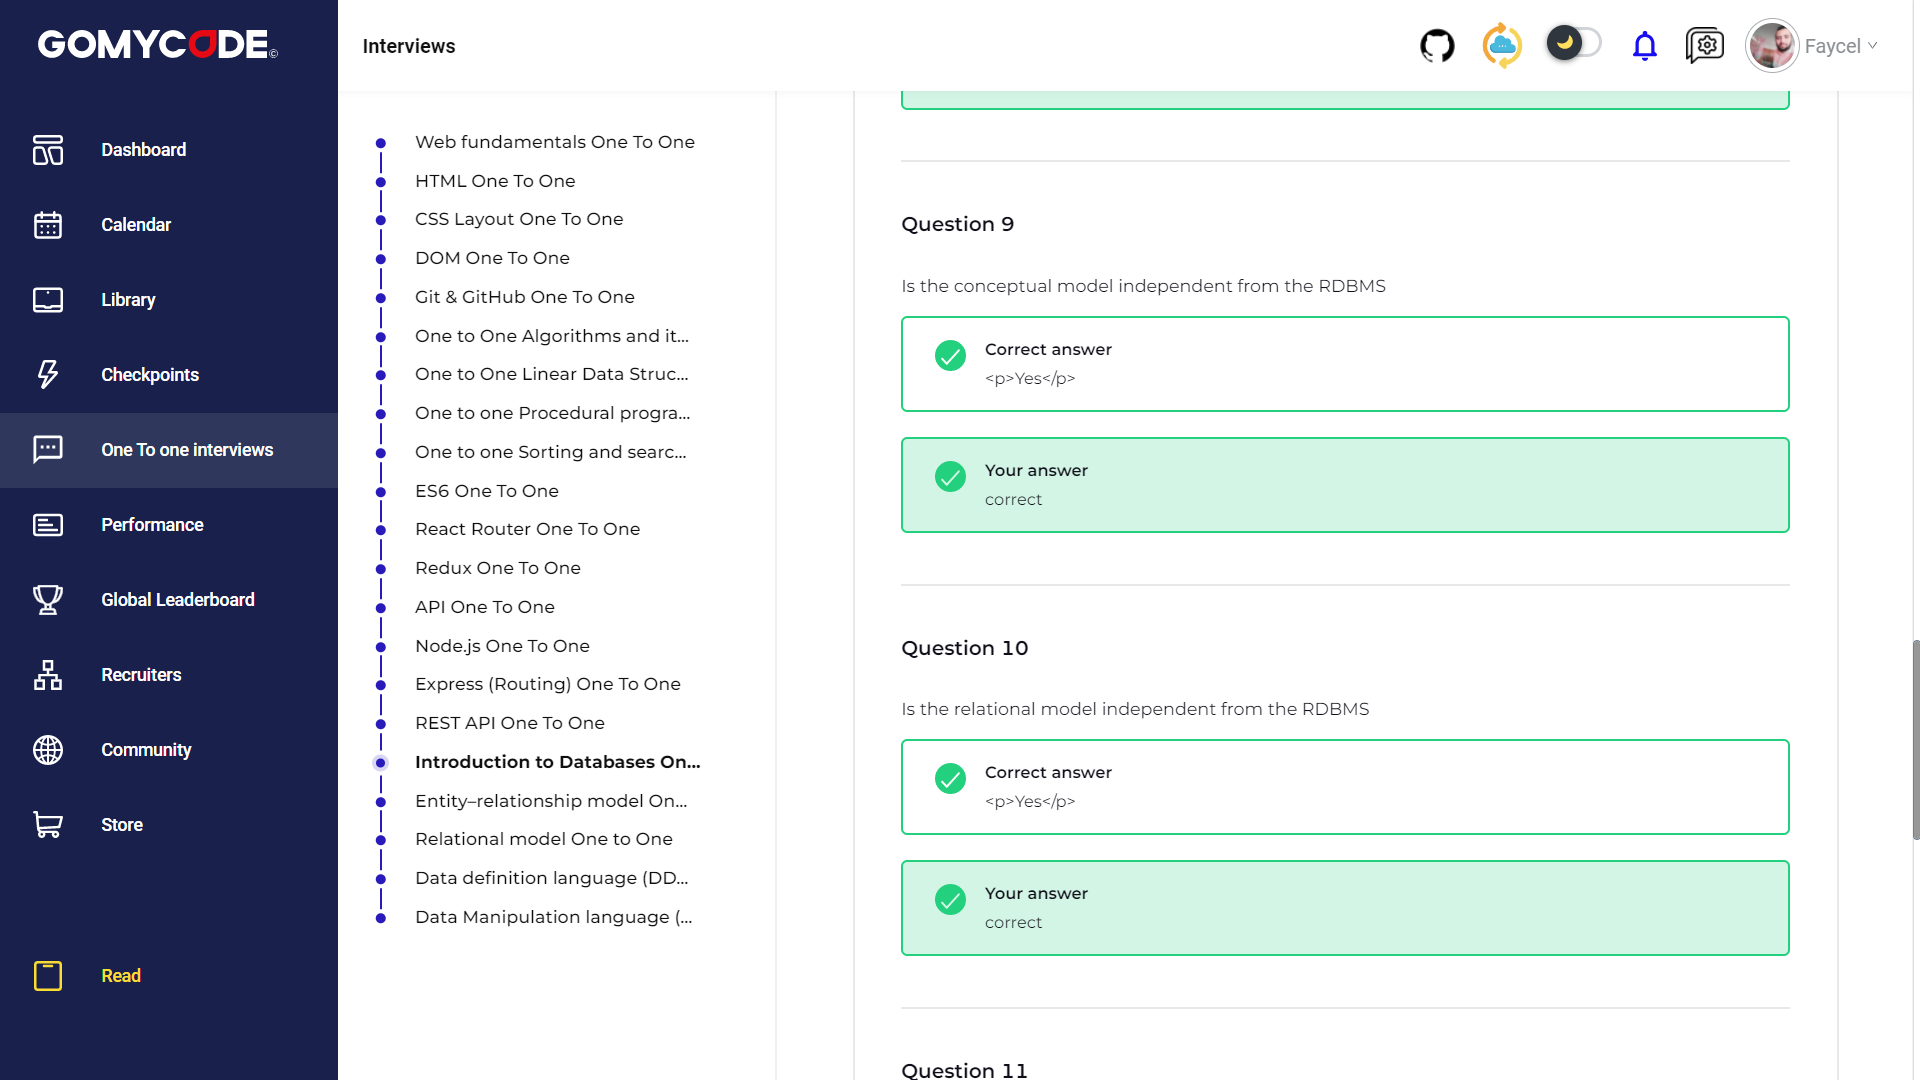 GOMYCODE©
Interviews
Faycel
Dashboard
Calendar
Library
Checkpoints
One To one interviews
Performance
Global Leaderboard
Recruiters
Community
Store
Read
Web fundamentals One To One
HTML One To One
CSS Layout One To One
DOM One To One
Git & GitHub One To One
One to One Algorithms and it...
One to One Linear Data Struc...
One to one Procedural progra...
One to one Sorting and searc...
ES6 One To One
React Router One To One
Redux One To One
API One To One
Node.js One To One
Express (Routing) One To One
REST API One To One
Introduction to Databases On...
Entity–relationship model On...
Relational model One to One
Data definition language (DD...
Data Manipulation language (...
Question 9
Is the conceptual model independent from the RDBMS
Correct answer
<p>Yes</p>
Your answer
correct
Question 10
Is the relational model independent from the RDBMS
Correct answer
<p>Yes</p>
Your answer
correct
Question 11